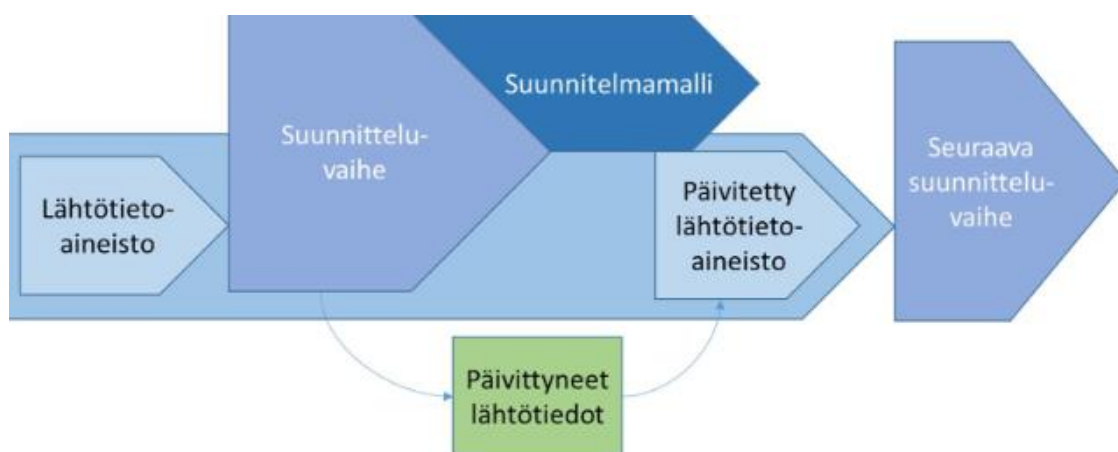 Suunnitelmamalli
Suunnittelu-
vaihe
Seuraava
suunnittelu-
vaihe
Lähtötieto-
aineisto
Päivitetty
lähtötieto-
aineisto
Päivittyneet
lähtötiedot